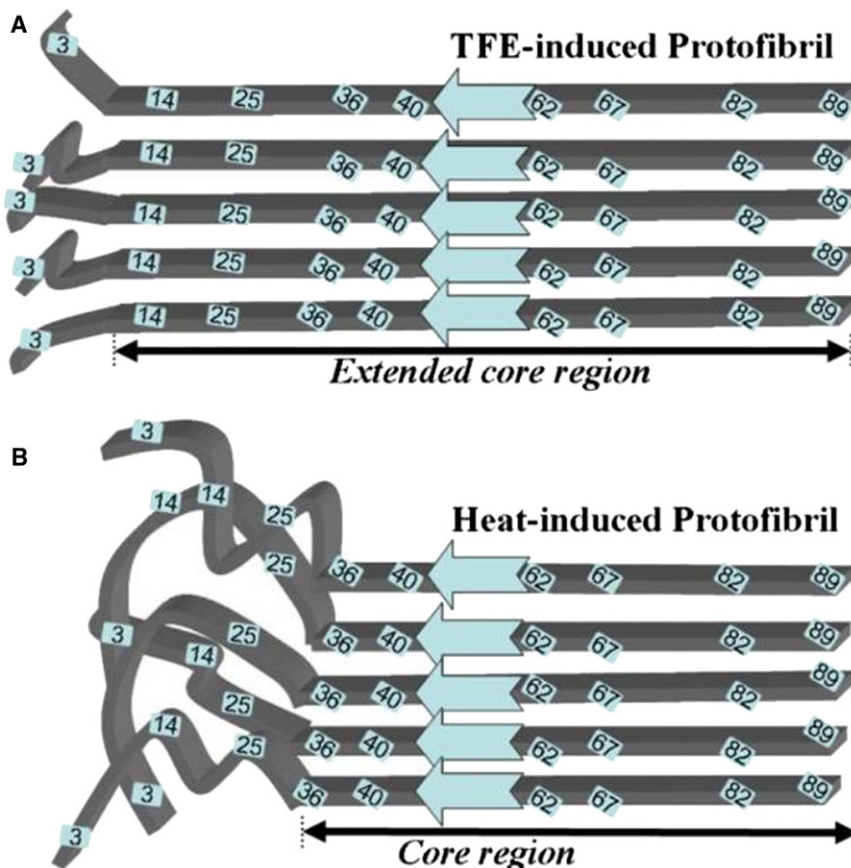 A
TFE-induced Protofibril
3
14 25 36 40 62 67 82 89
3 14 25 36 40 62 67 82 89
3 14 25 36 40 62 67 82 89
3 14 25 36 40 62 67 82 89
3 14 25 36 40 62 67 82 89
Extended core region
B
3
14 14 25
Heat-induced Protofibril
25 36 40 62 67 82 89
3 25 36 40 62 67 82 89
14
25 36 40 62 67 82 89
14 25 36 40 62 67 82 89
3 36 40 62 67 82 89
3
Core region